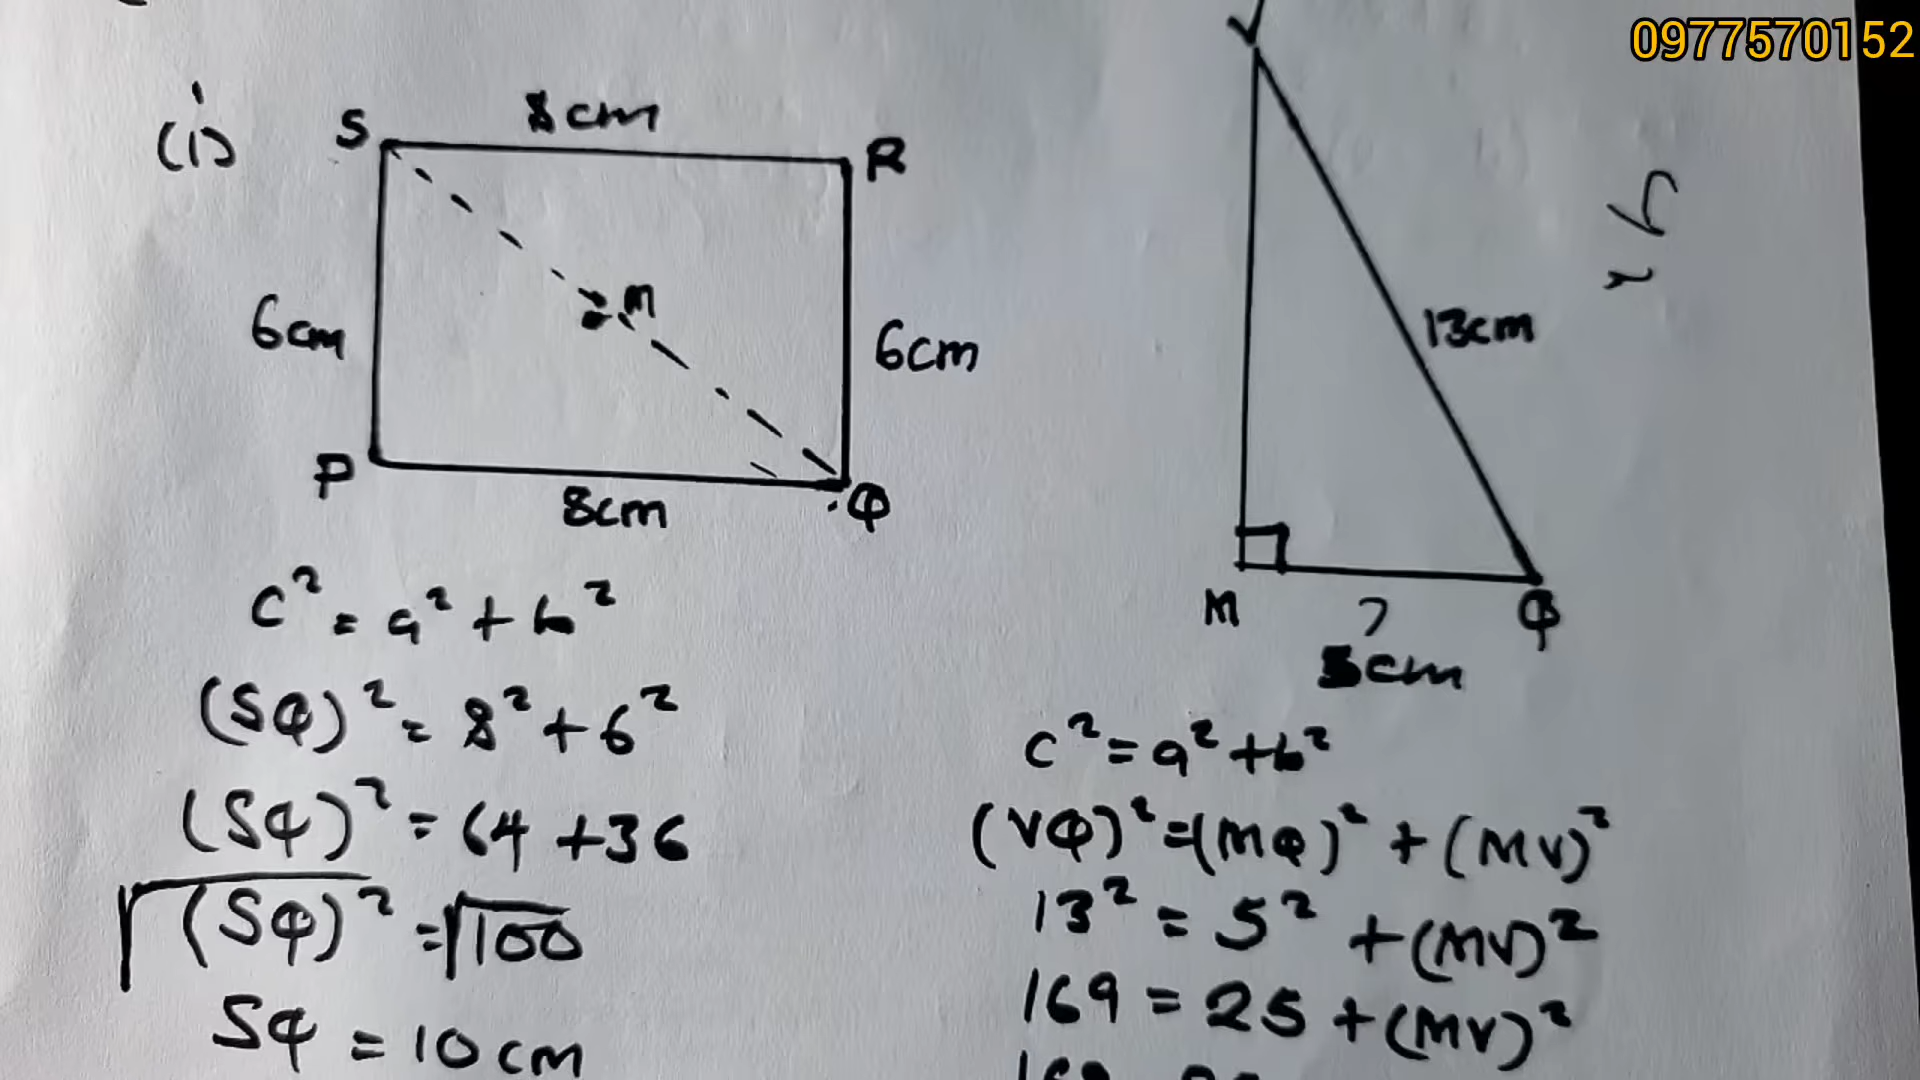 0977570152
(i)
S
8cm
R
6cm
M
6cm
P
8cm
Q
c² = a² + b²
(SQ)² = 8² + 6²
(SQ)² = 64 + 36
√(SQ)² = √100
SQ = 10cm
V
13cm
M
?
Q
5cm
c² = a² + b²
(VQ)² = (MQ)² + (MV)²
13² = 5² + (MV)²
169 = 25 + (MV)²